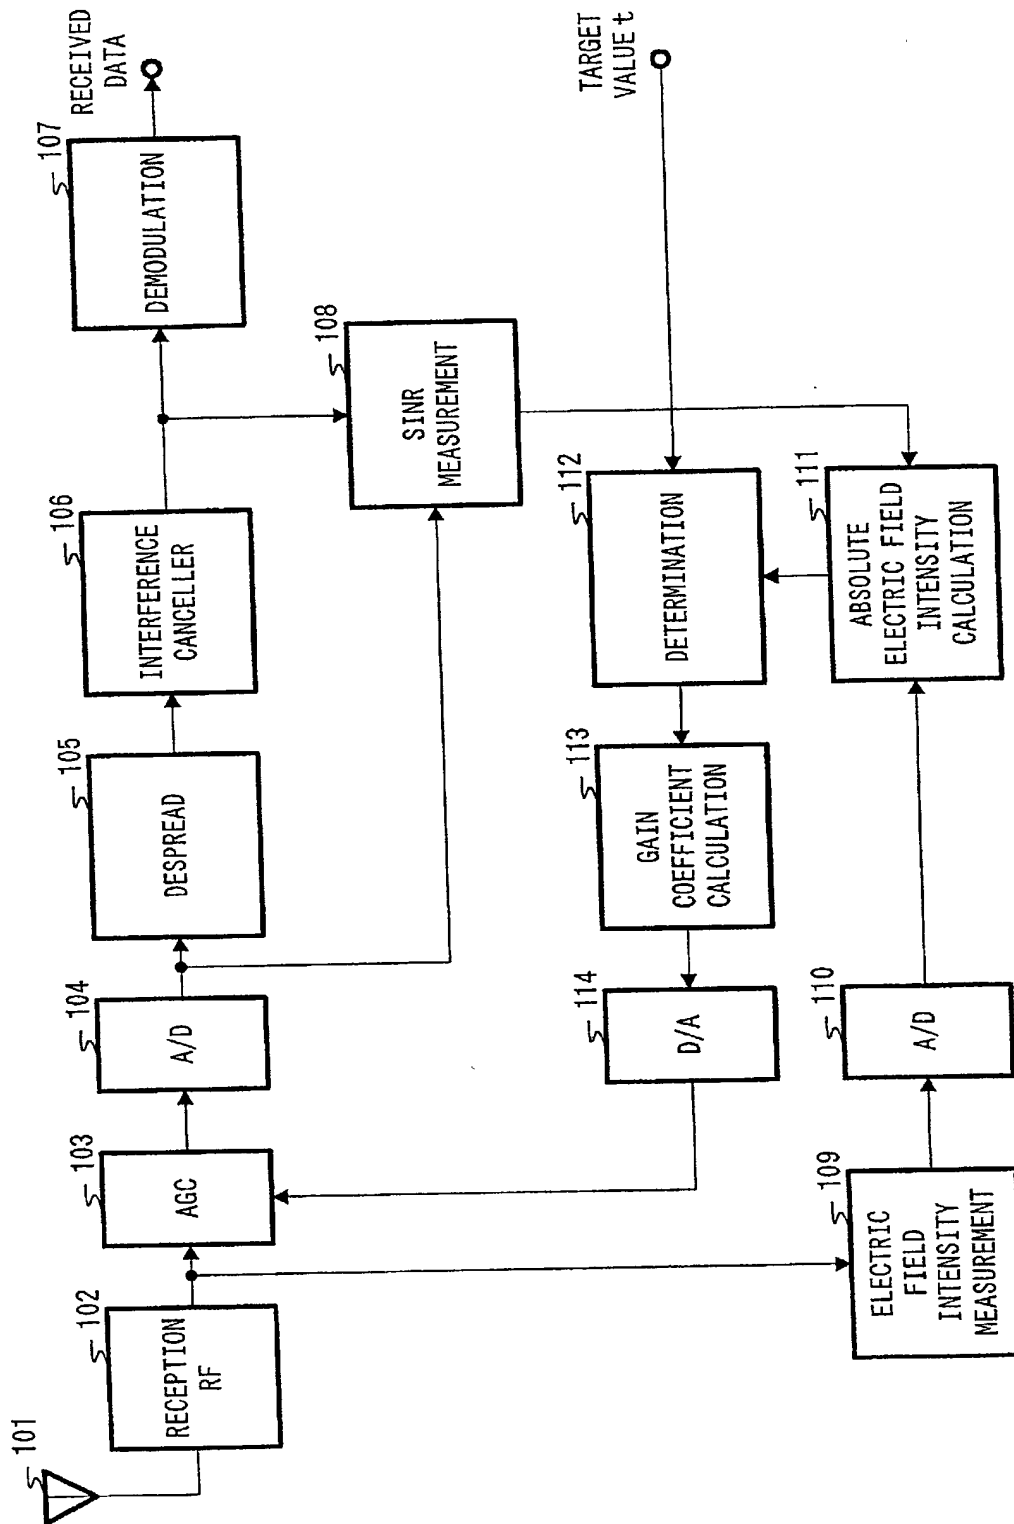 101
102
RECEPTION
RF
103
AGC
104
A/D
105
DESPREAD
106
INTERFERENCE
CANCELLER
107
DEMODULATION
RECEIVED
DATA
108
SINR
MEASUREMENT
TARGET
VALUE t
112
DETERMINATION
113
GAIN
COEFFICIENT
CALCULATION
114
D/A
109
ELECTRIC
FIELD
INTENSITY
MEASUREMENT
110
A/D
111
ABSOLUTE
ELECTRIC FIELD
INTENSITY
CALCULATION